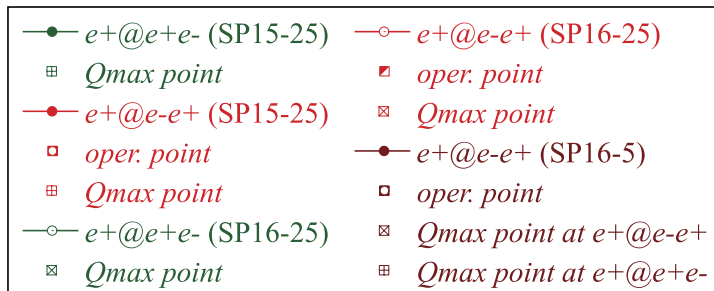 e+@e+e- (SP15-25)
Qmax point
e+@e-e+ (SP15-25)
oper. point
Qmax point
e+@e+e- (SP16-25)
Qmax point
e+@e-e+ (SP16-25)
oper. point
Qmax point
e+@e-e+ (SP16-5)
oper. point
Qmax point at e+@e-e+
Qmax point at e+@e+e-